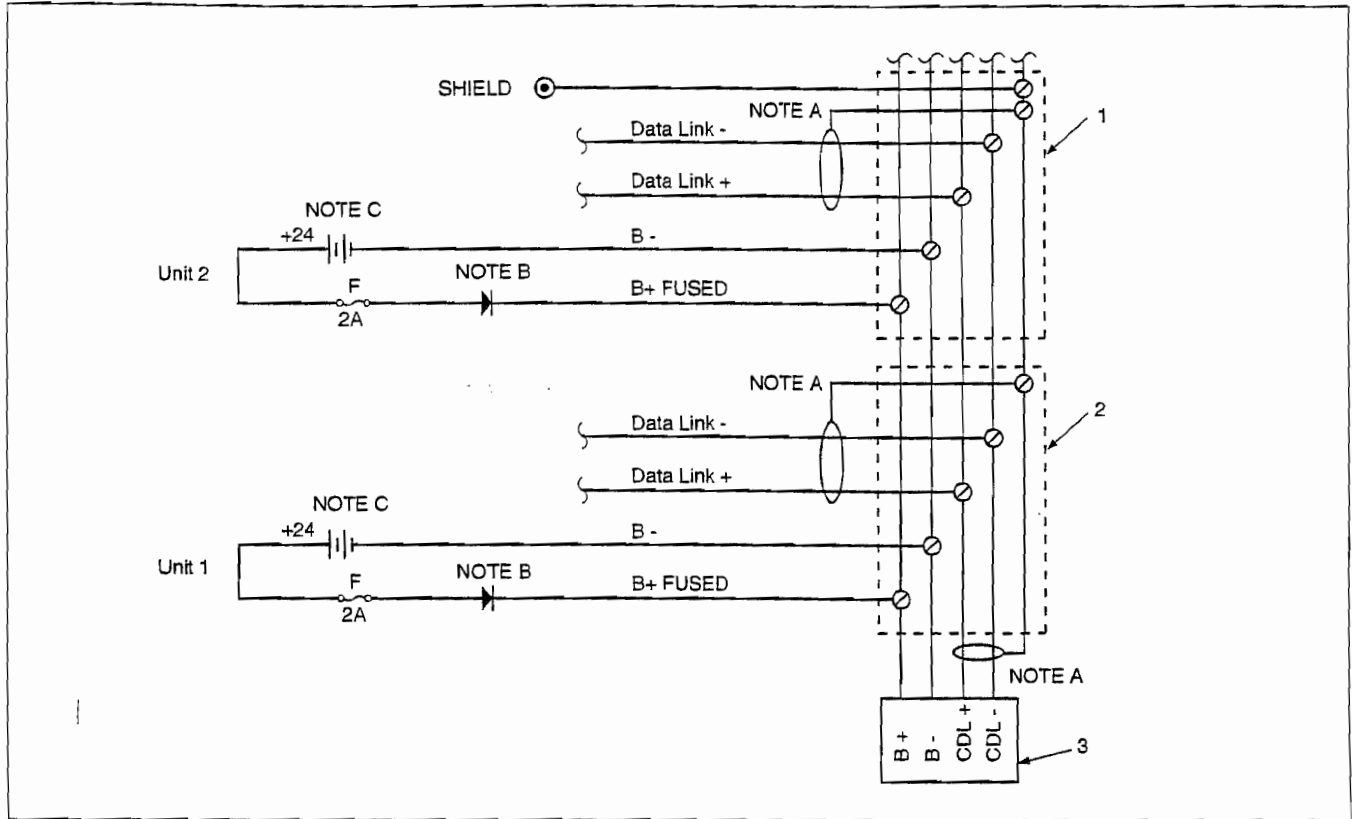 SHIELD
NOTE A
1
Data Link -
Data Link +
NOTE C
+24
B -
Unit 2
NOTE B
F
2A
B+ FUSED
NOTE A
2
Data Link -
Data Link +
NOTE C
+24
B -
Unit 1
NOTE B
F
2A
B+ FUSED
NOTE A
B +
B -
CDL +
CDL -
3